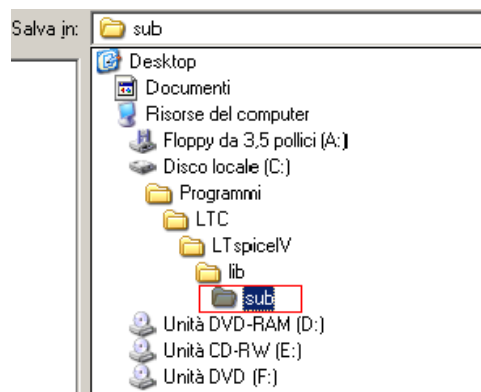 Salva in: sub
Desktop
Documenti
Risorse del computer
Floppy da 3,5 pollici (A:)
Disco locale (C:)
Programmi
LTC
LTspiceIV
lib
sub
Unità DVD-RAM (D:)
Unità CD-RW (E:)
Unità DVD (F:)